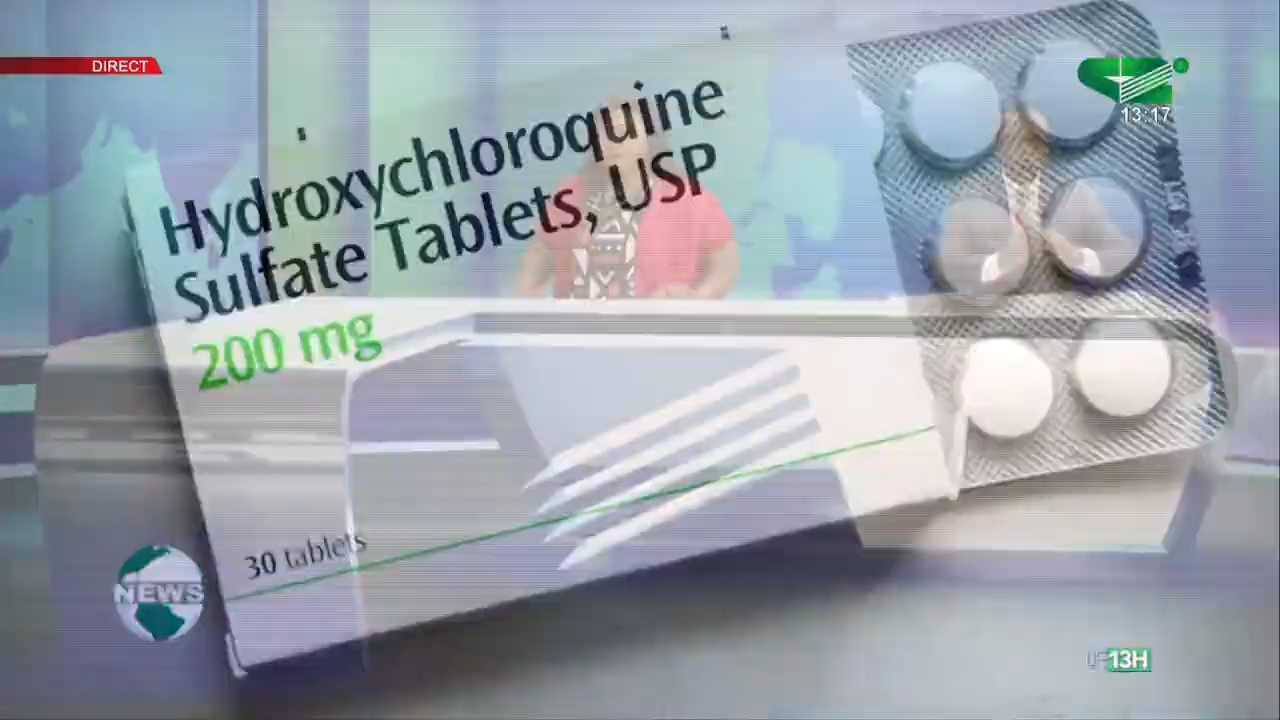 DIRECT
13:17
Hydroxychloroquine
Sulfate Tablets, USP
200 mg
30 tablets
NEWS
13H